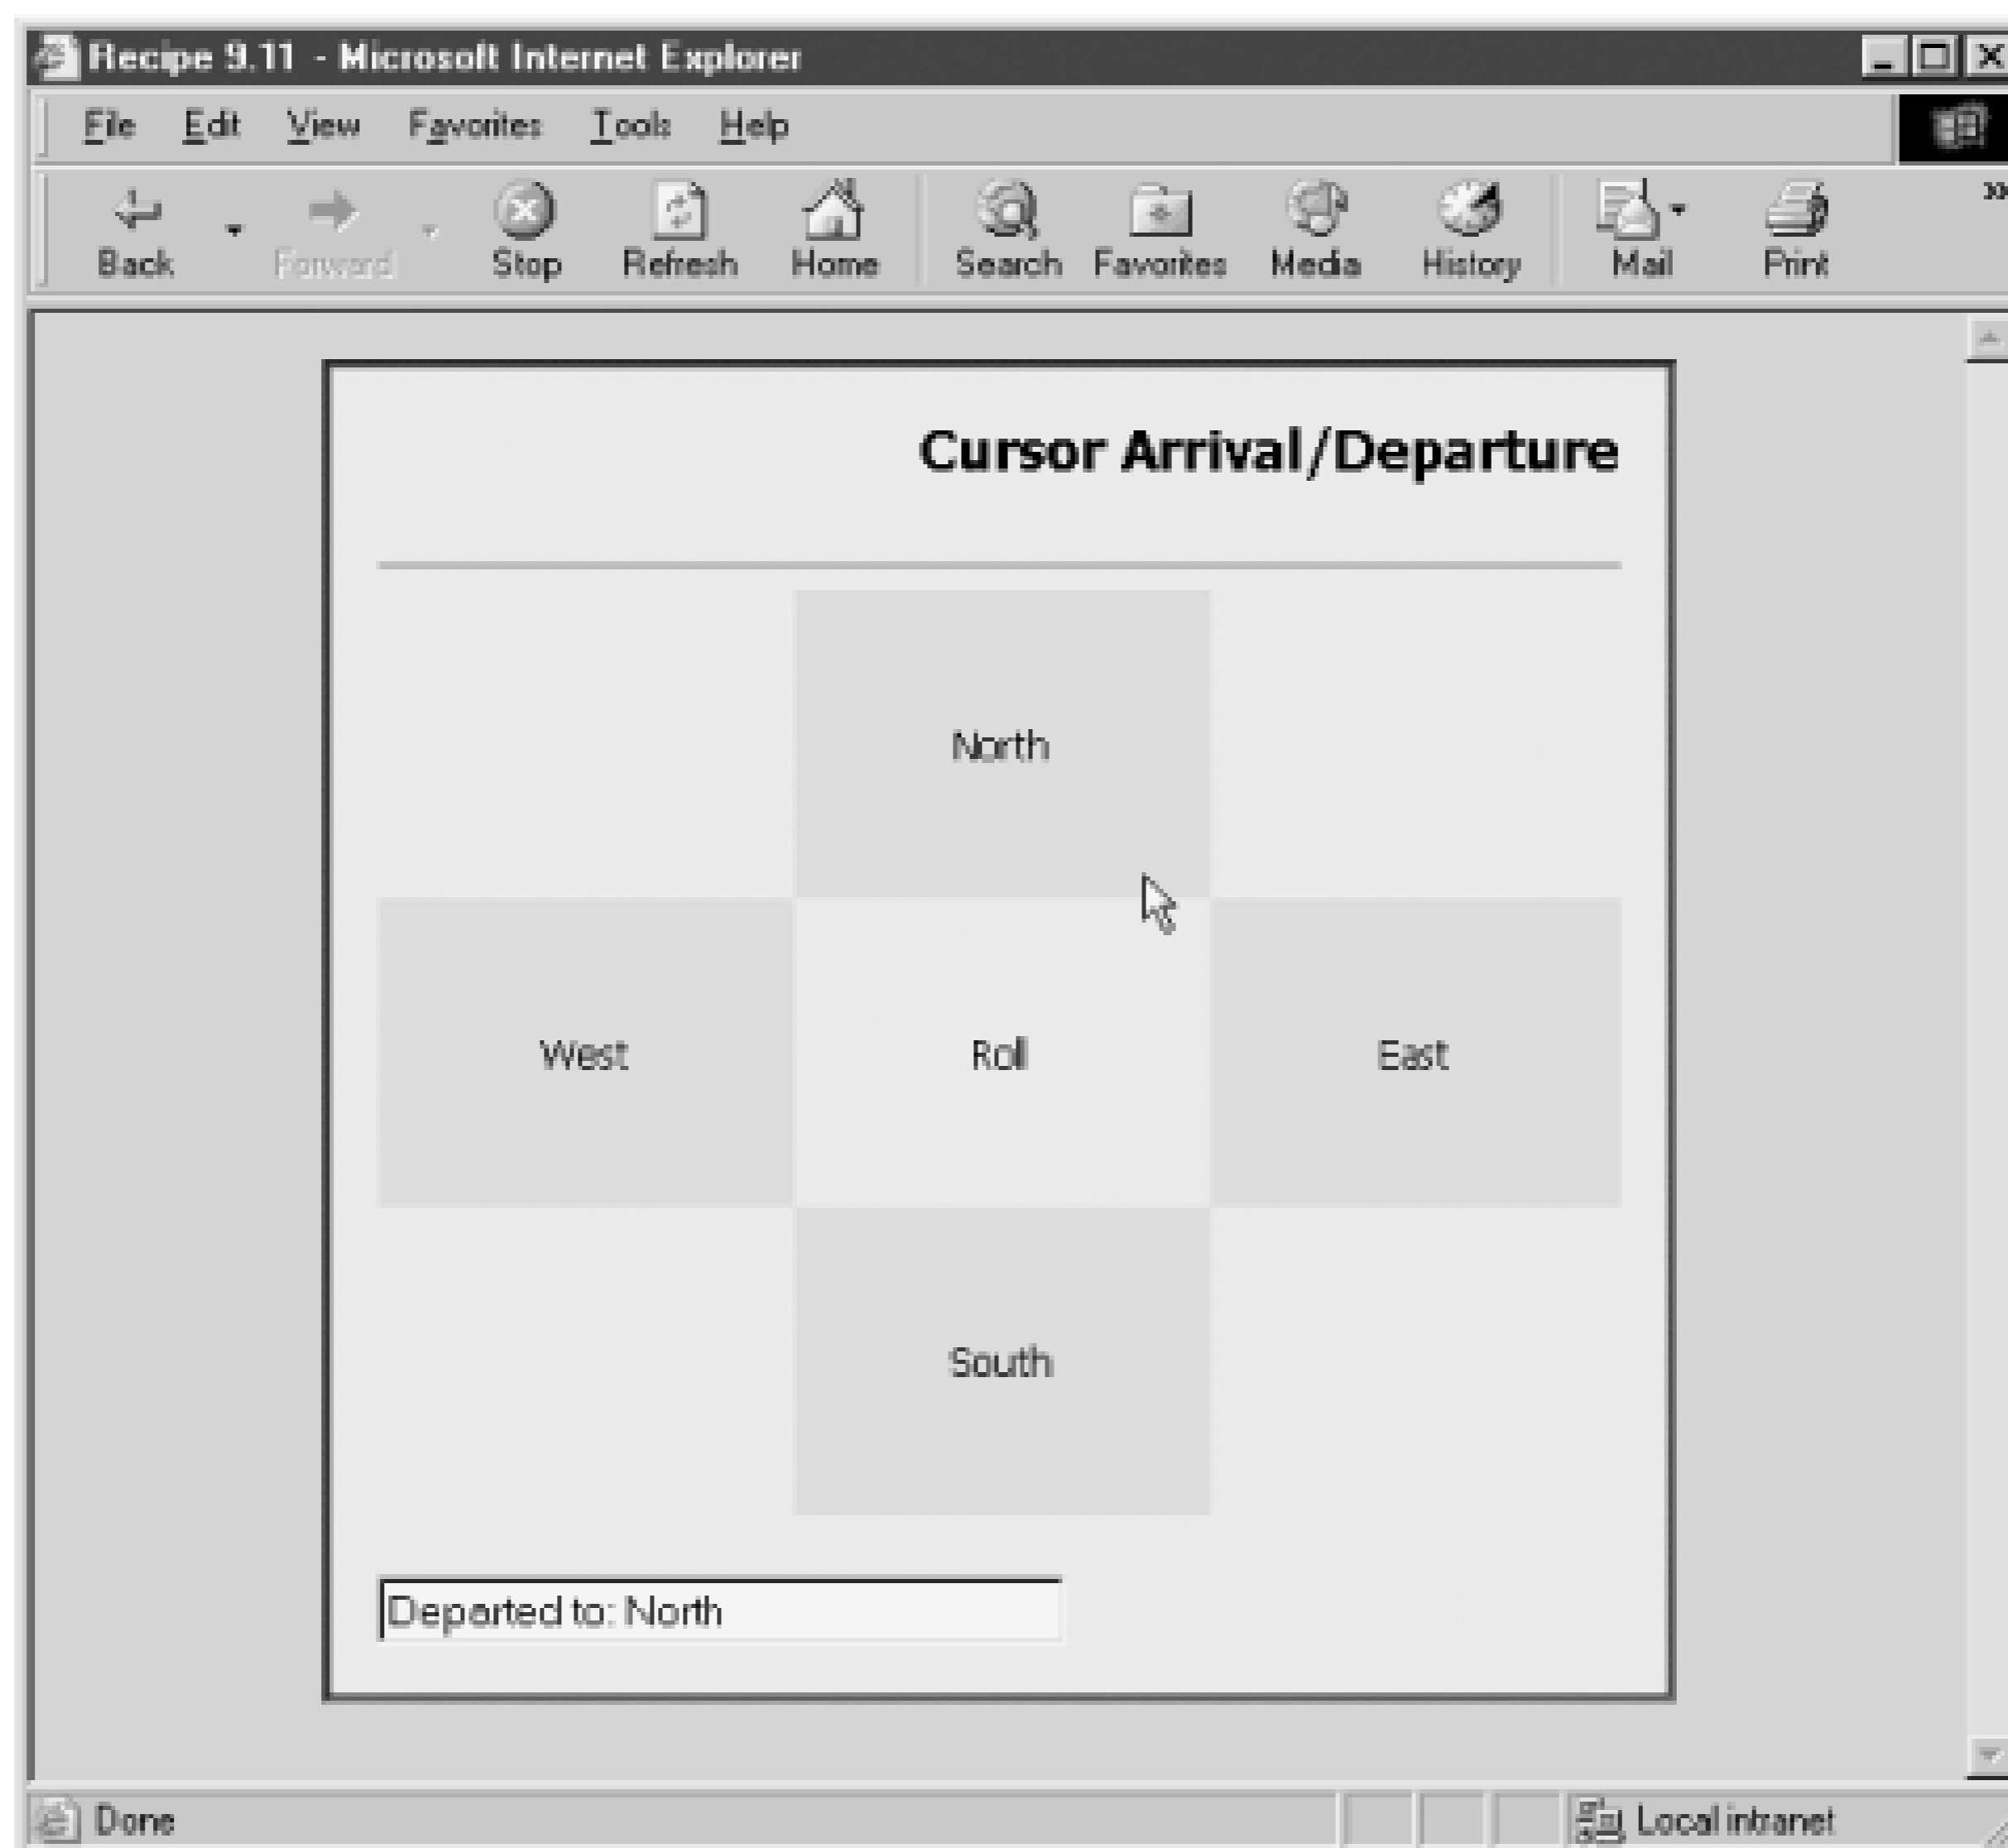 Recipe 9.11 - Microsoft Internet Explorer
File Edit View Favorites Tools Help
Back Forward Stop Refresh Home Search Favorites Media History Mail Print »
Cursor Arrival/Departure
North
West Roll East
South
Departed to: North
Done Local intranet